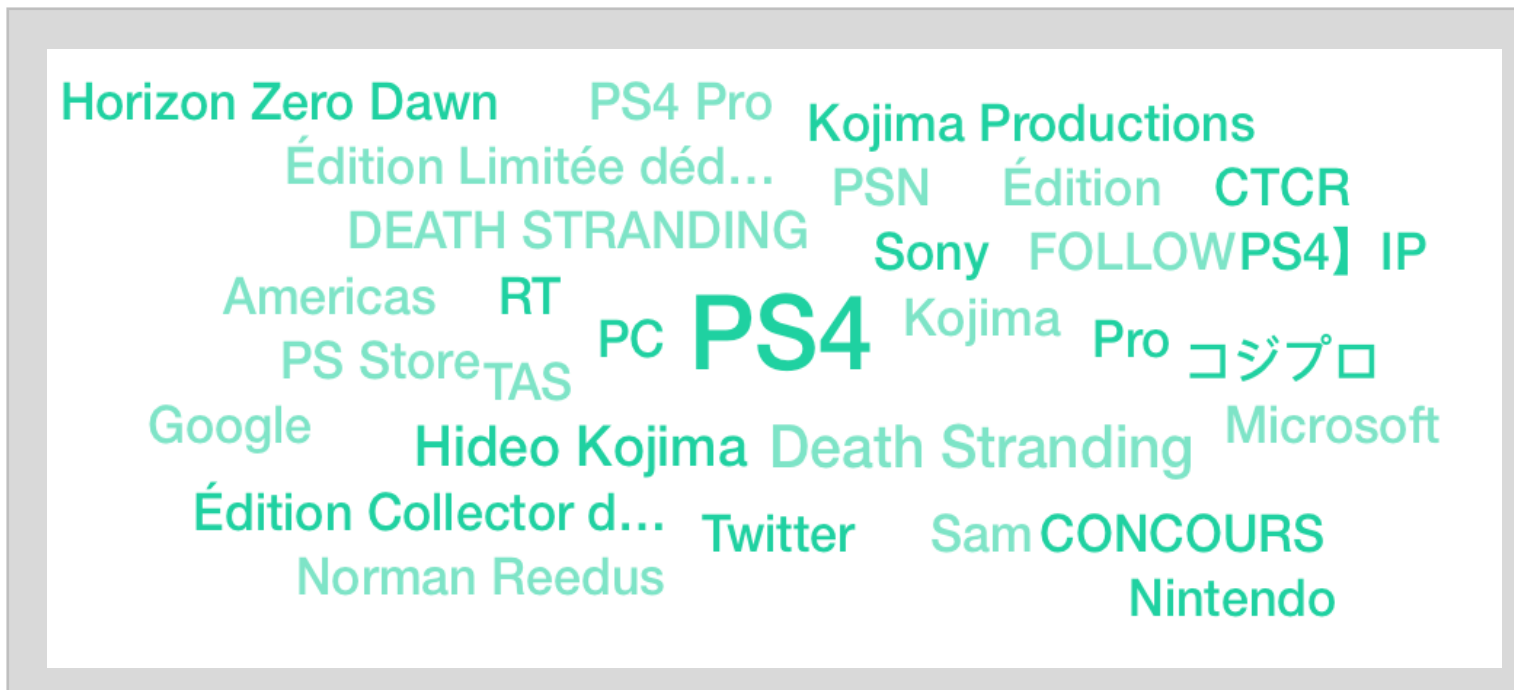 Horizon Zero Dawn
PS4 Pro
Kojima Productions
Édition Limitée déd...
PSN
Édition
CTCR
DEATH STRANDING
Sony
FOLLOW
PS4】 IP
Americas
RT
PC
PS4
Kojima
Pro
コジプロ
PS Store
TAS
Google
Hideo Kojima
Death Stranding
Microsoft
Édition Collector d...
Twitter
Sam
CONCOURS
Norman Reedus
Nintendo